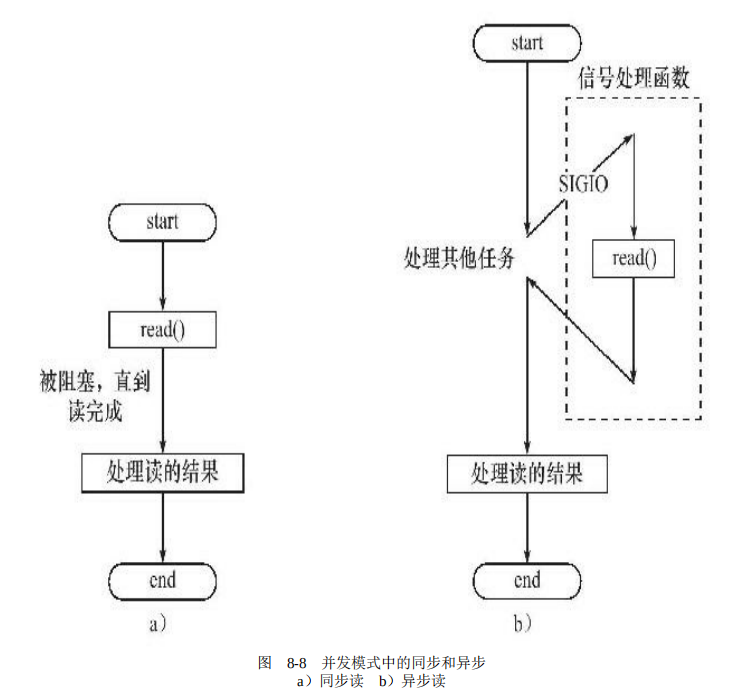 start
read()
被阻塞，直到
读完成
处理读的结果
end
a）
start
信号处理函数
SIGIO
处理其他任务
read()
处理读的结果
end
b）
图 8-8 并发模式中的同步和异步
a）同步读 b）异步读